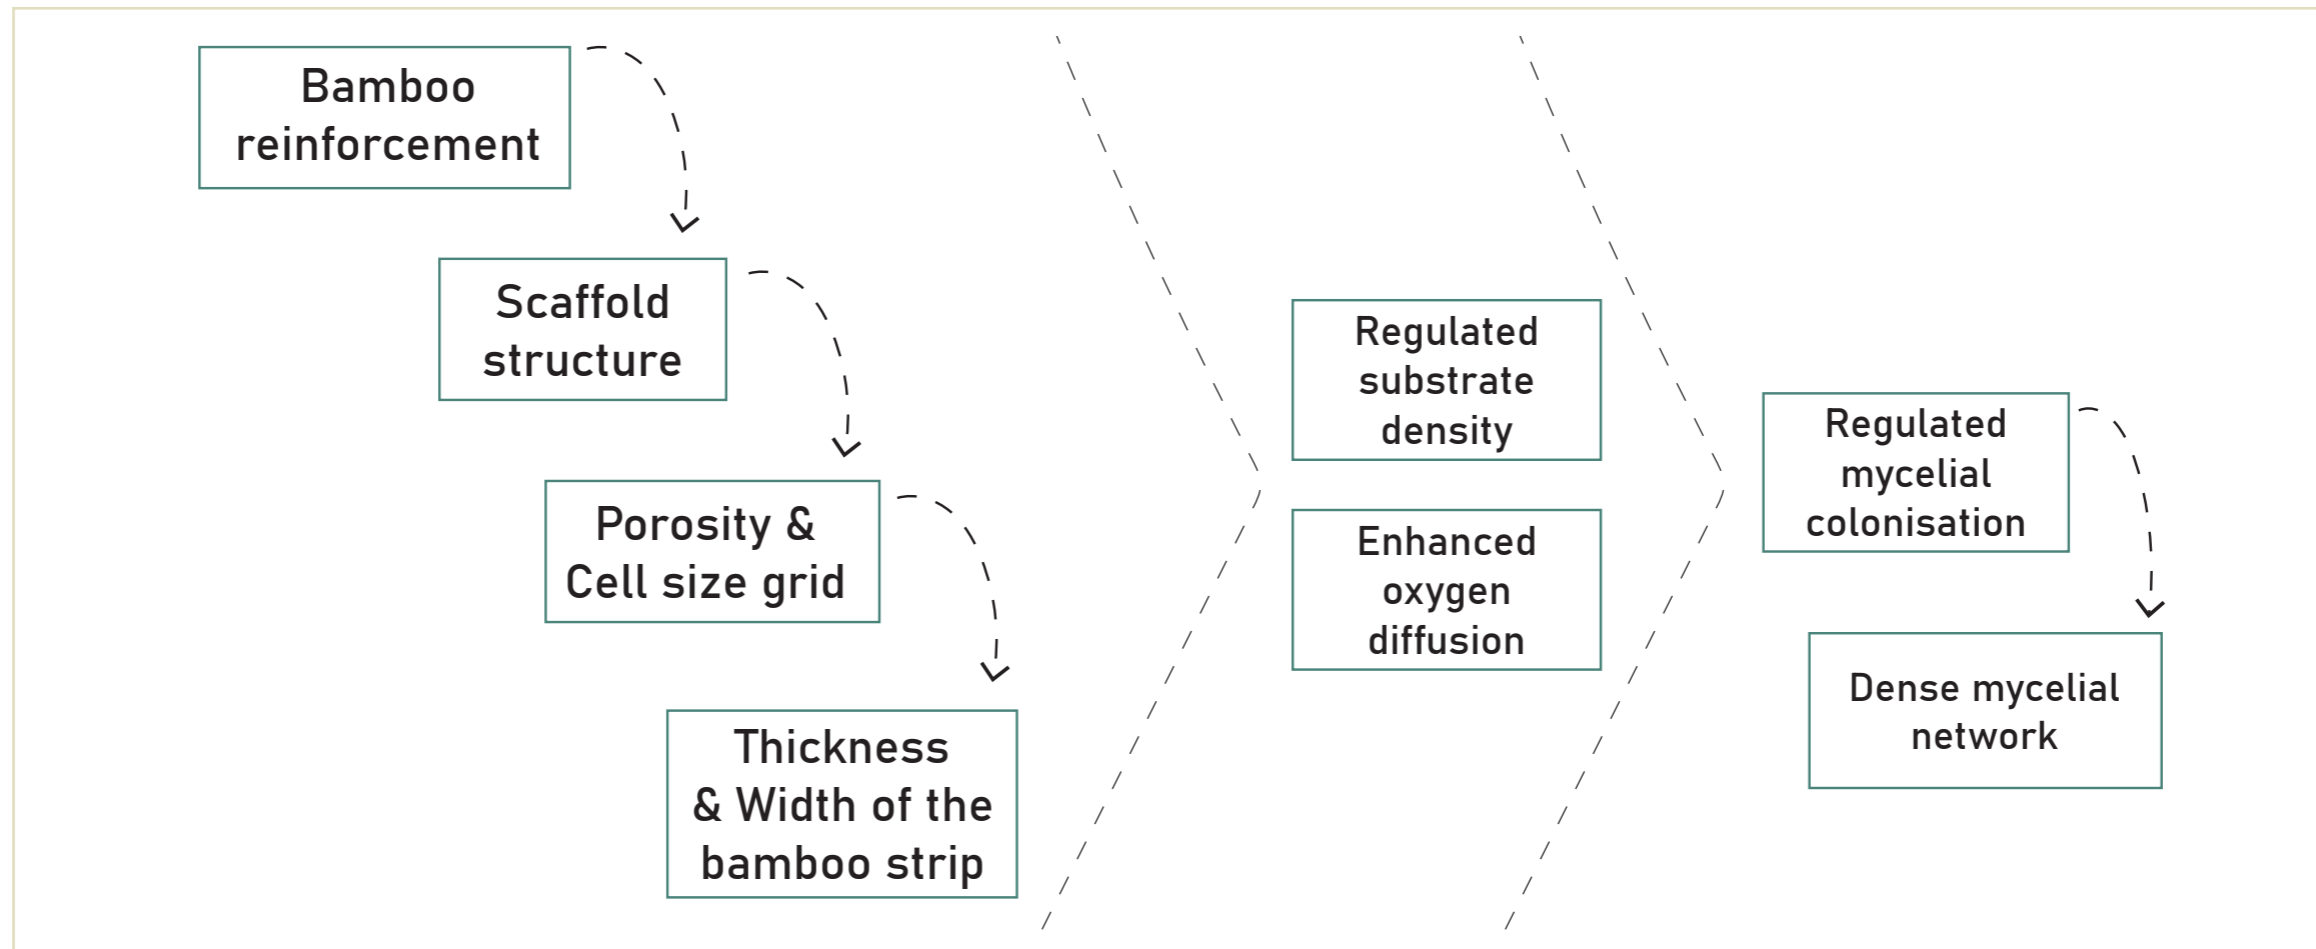 Bamboo
reinforcement
Scaffold
structure
Porosity &
Cell size grid
Thickness
& Width of the
bamboo strip
Regulated
substrate
density
Enhanced
oxygen
diffusion
Regulated
mycelial
colonisation
Dense mycelial
network